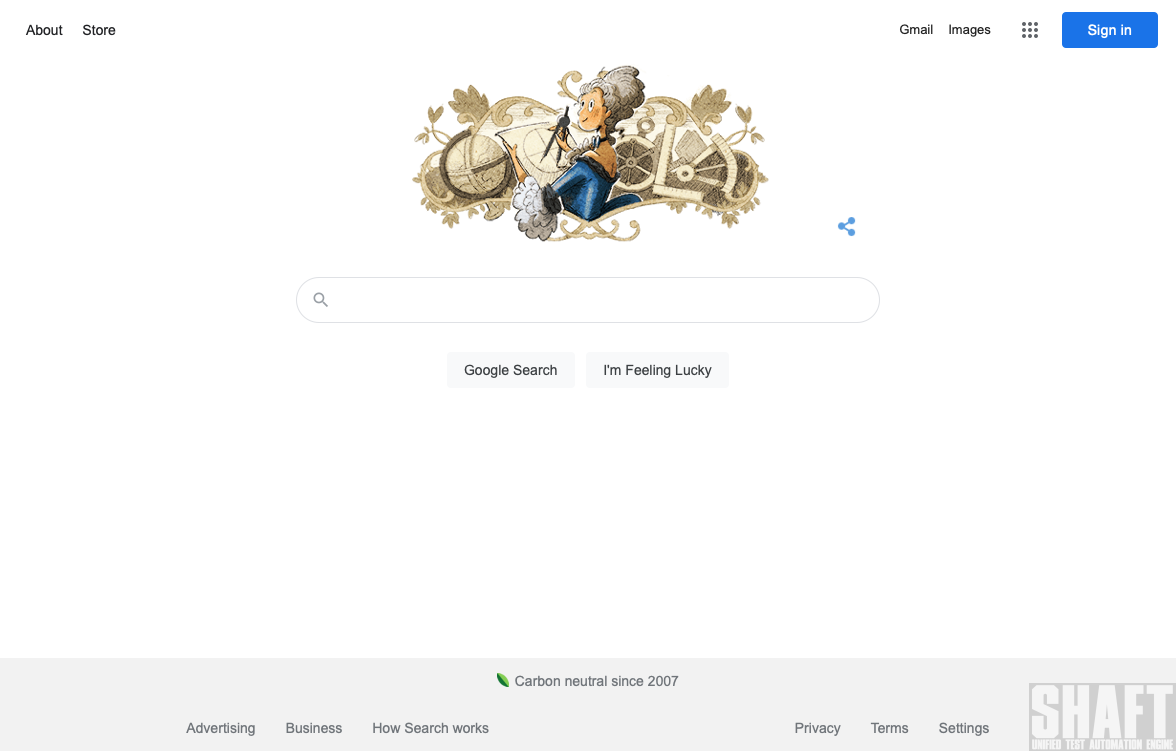 About Store
Gmail Images
Sign in
Google Search
I'm Feeling Lucky
Carbon neutral since 2007
Advertising Business How Search works
Privacy Terms Settings
SHAFT
UNIFIED TEST AUTOMATION ENGINE